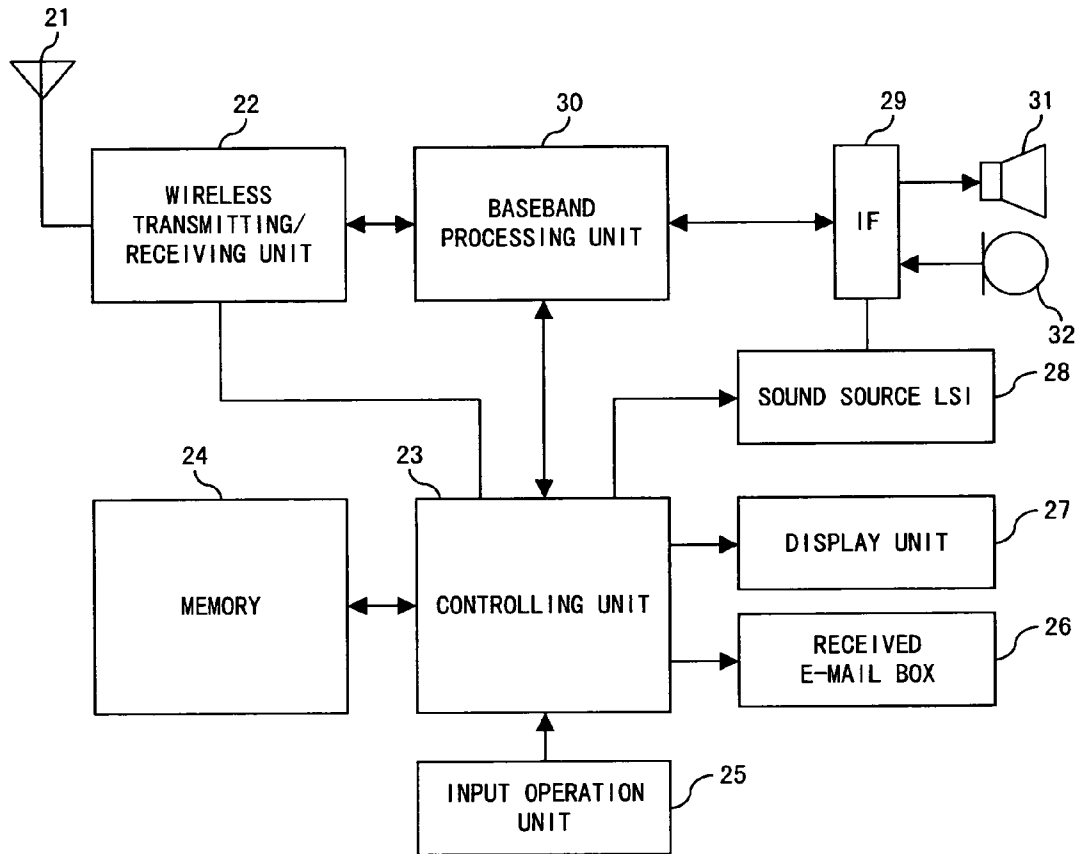 21
22
30
29
31
WIRELESS
TRANSMITTING/
RECEIVING UNIT
BASEBAND
PROCESSING UNIT
IF
32
SOUND SOURCE LSI
28
24
23
MEMORY
CONTROLLING UNIT
DISPLAY UNIT
27
RECEIVED
E-MAIL BOX
26
INPUT OPERATION
UNIT
25